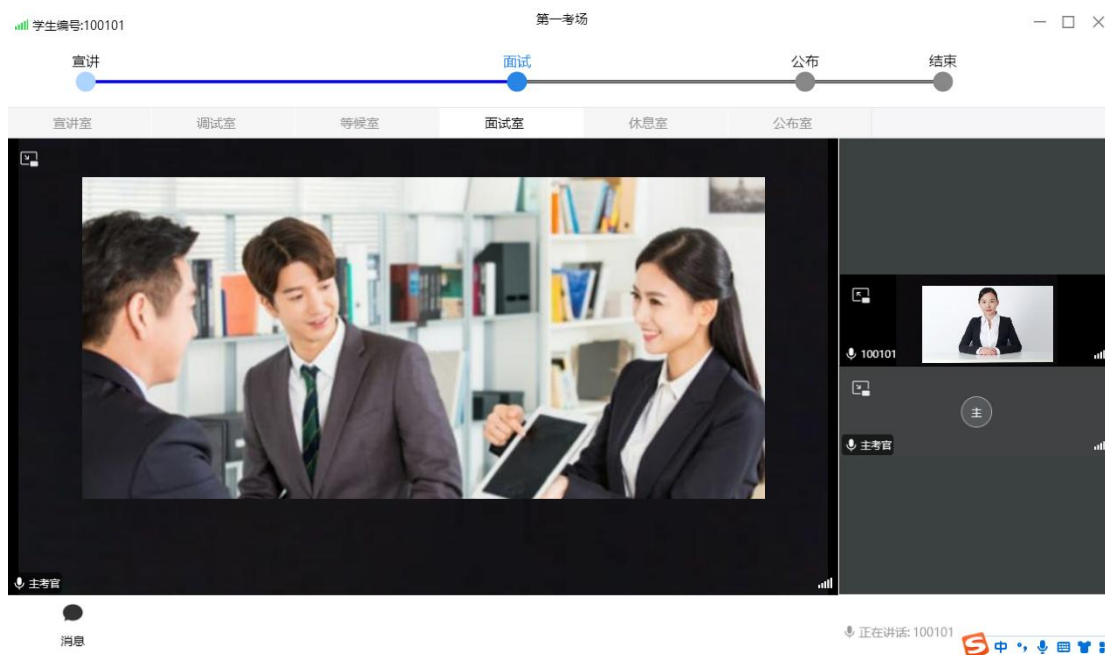 学生编号:100101
第一考场
宣讲
面试
公布
结束
宣讲室
调试室
等候室
面试室
休息室
公布室
100101
主
主考官
主考官
消息
正在讲话: 100101
中